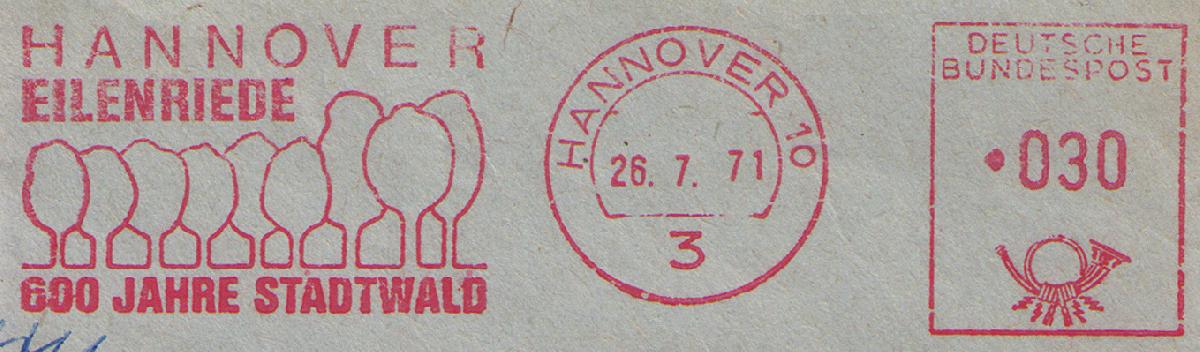 HANNOVER
EILENRIEDE
600 JAHRE STADTWALD
HANNOVER 10
26. 7. 71
3
DEUTSCHE
BUNDESPOST
030